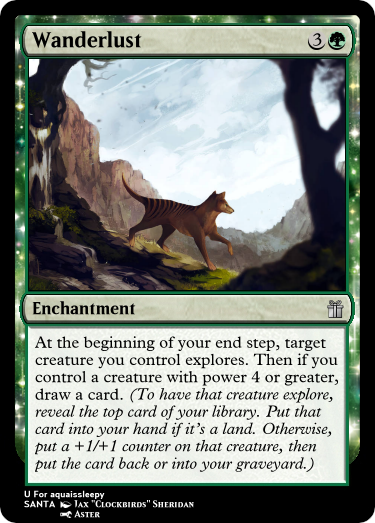 Wanderlust 3
Enchantment
At the beginning of your end step, target
creature you control explores. Then if you
control a creature with power 4 or greater,
draw a card. (To have that creature explore,
reveal the top card of your library. Put that
card into your hand if it's a land. Otherwise,
put a +1/+1 counter on that creature, then
put the card back or into your graveyard.)
U For aquaissleepy
SANTA Jax "Clockbirds" Sheridan
Aster